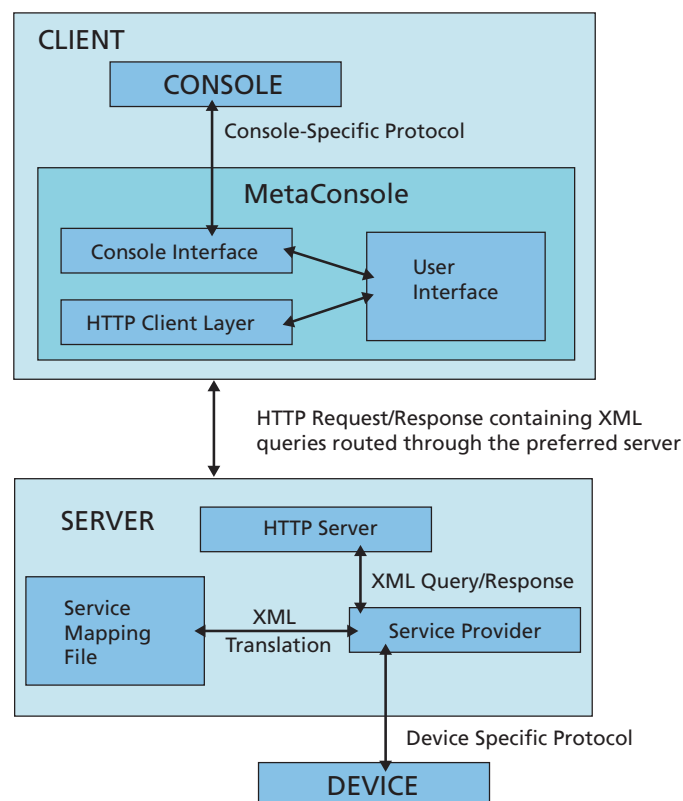 CLIENT
CONSOLE
Console-Specific Protocol
MetaConsole
Console Interface
User
Interface
HTTP Client Layer
HTTP Request/Response containing XML
queries routed through the preferred server
SERVER
HTTP Server
XML Query/Response
Service
Mapping
File
XML
Translation
Service Provider
Device Specific Protocol
DEVICE